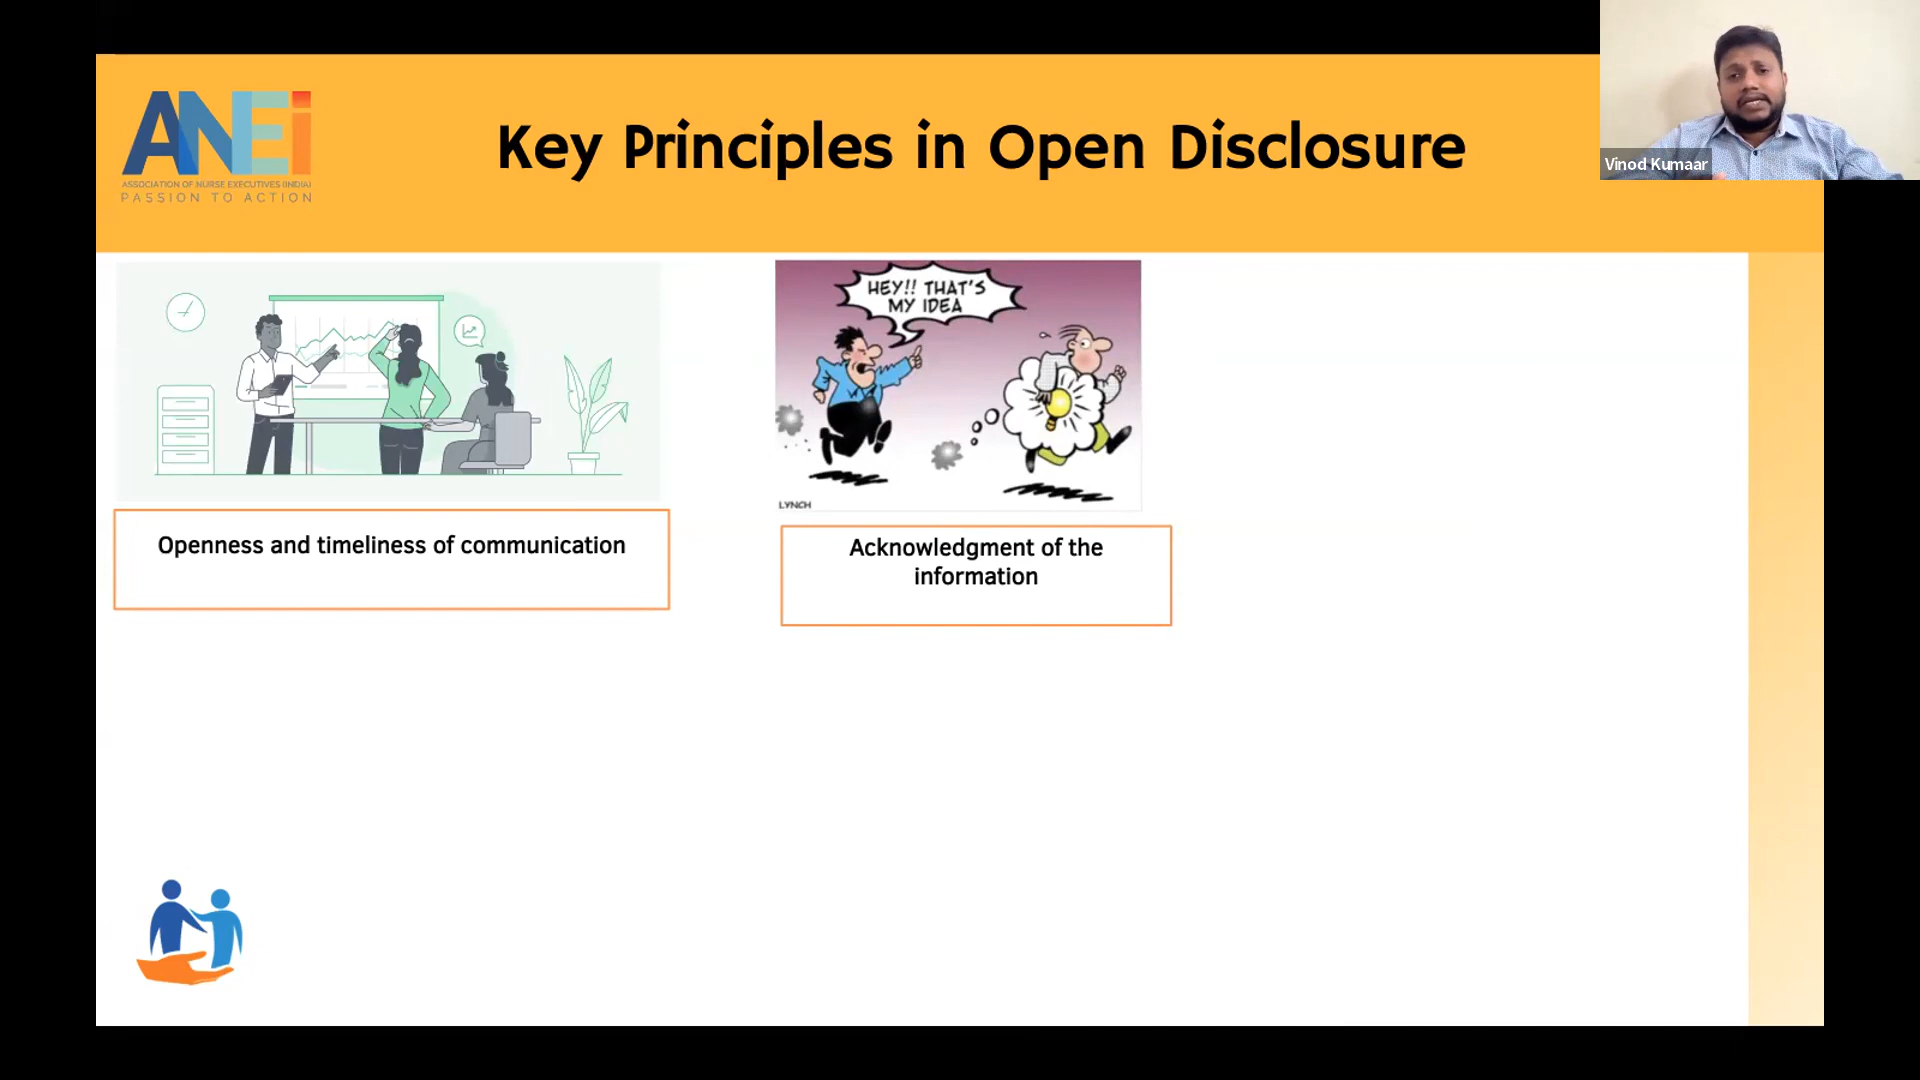 ANEi
ASSOCIATION OF NURSE EXECUTIVES (INDIA)
PASSION TO ACTION
Key Principles in Open Disclosure
Vinod Kumaar
HEY!! THAT'S
MY IDEA
LYNCH
Openness and timeliness of communication
Acknowledgment of the
information